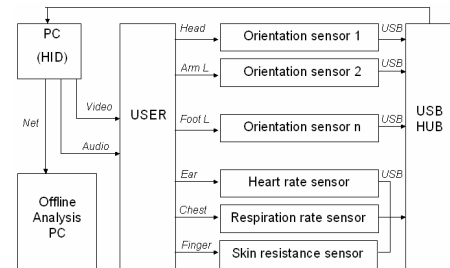 PC
(HID)
Net
Video
Audio
Offline
Analysis
PC
USER
Head
Orientation sensor 1
USB
Arm L
Orientation sensor 2
USB
Foot L
Orientation sensor n
USB
Ear
Heart rate sensor
USB
Chest
Respiration rate sensor
Finger
Skin resistance sensor
USB
HUB